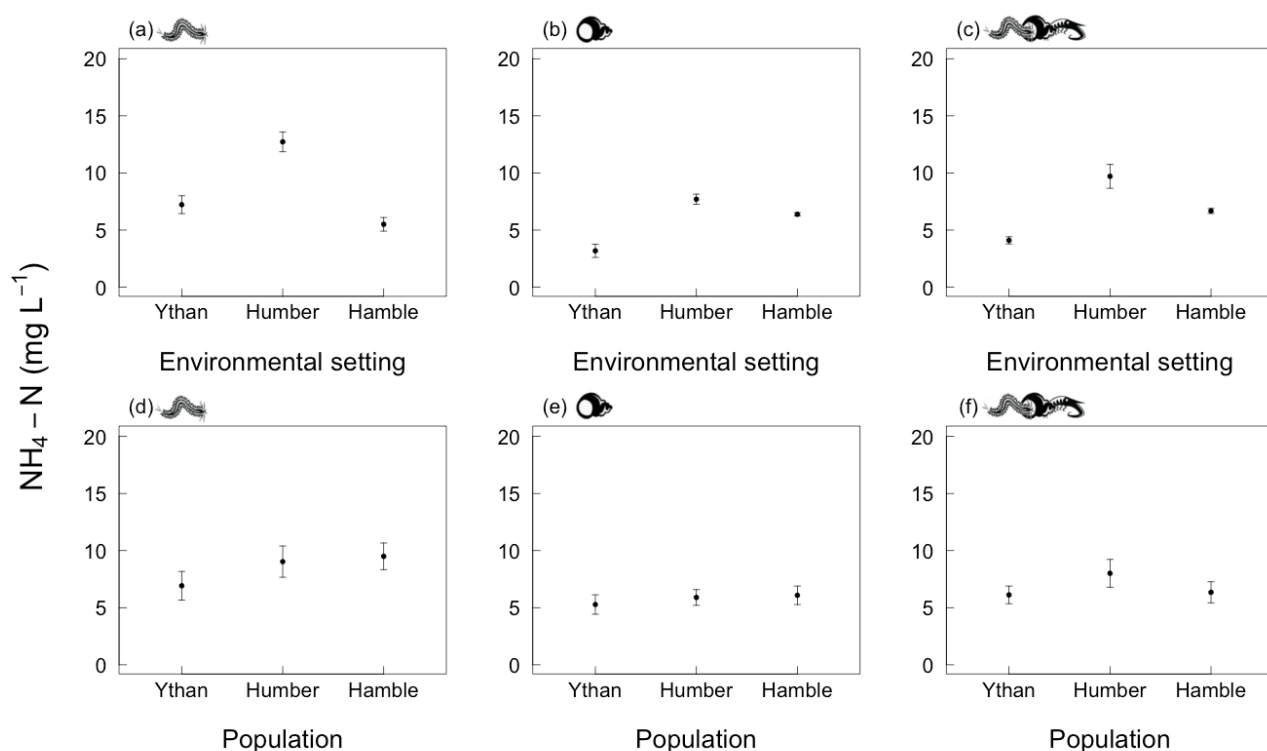 (a) (b) (c)
20 20 20
15 15 15
10 10 10
5 5 5
0 0 0
Ythan Humber Hamble Ythan Humber Hamble Ythan Humber Hamble
Environmental setting Environmental setting Environmental setting
NH₄ – N (mg L⁻¹)
(d) (e) (f)
20 20 20
15 15 15
10 10 10
5 5 5
0 0 0
Ythan Humber Hamble Ythan Humber Hamble Ythan Humber Hamble
Population Population Population